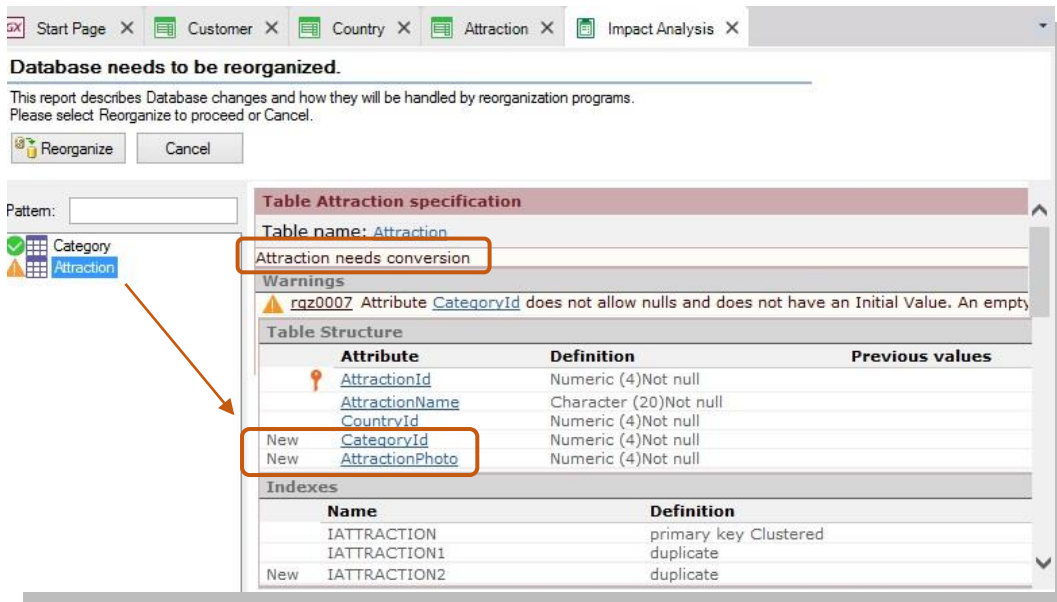 GX Start Page X Customer X Country X Attraction X Impact Analysis X
Database needs to be reorganized.
This report describes Database changes and how they will be handled by reorganization programs.
Please select Reorganize to proceed or Cancel.
Reorganize Cancel
Pattern:
Category
Attraction
Table Attraction specification
Table name: Attraction
Attraction needs conversion
Warnings
rgz0007 Attribute CategoryId does not allow nulls and does not have an Initial Value. An empty
Table Structure
Attribute Definition Previous values
AttractionId Numeric (4)Not null
AttractionName Character (20)Not null
CountryId Numeric (4)Not null
New CategoryId Numeric (4)Not null
New AttractionPhoto Numeric (4)Not null
Indexes
Name Definition
IATTRACTION primary key Clustered
IATTRACTION1 duplicate
New IATTRACTION2 duplicate